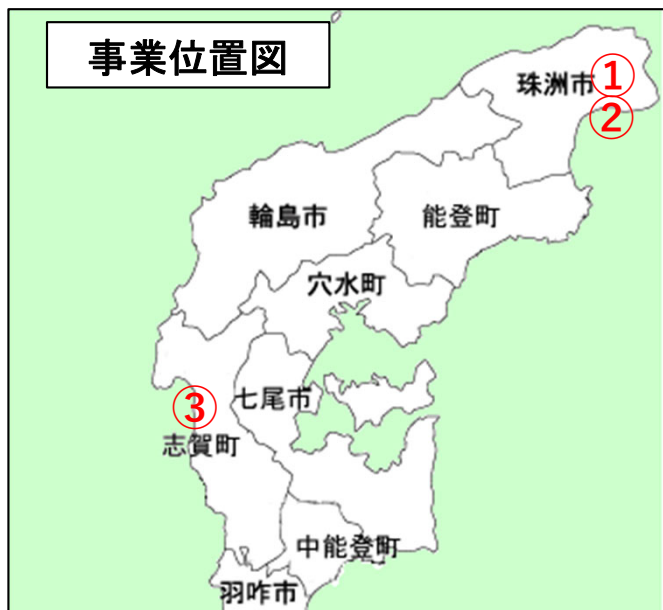 事業位置図
珠洲市①
②
輪島市
能登町
穴水町
七尾市
③
志賀町
中能登町
羽咋市